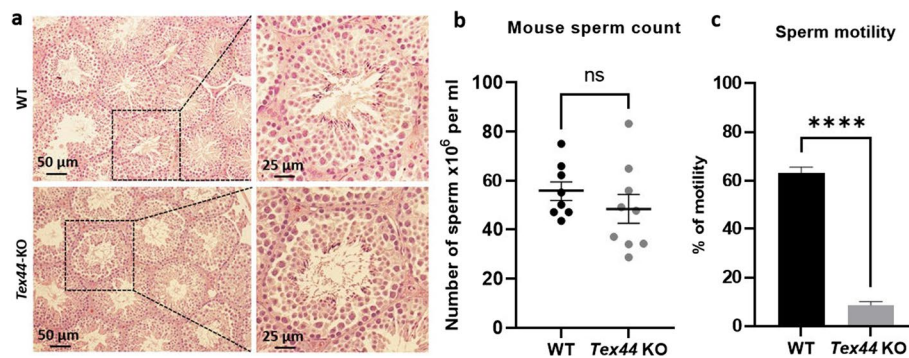 a
WT
50 µm
25 µm
Tex44-KO
50 µm
25 µm
b
Mouse sperm count
Number of sperm x10⁶ per ml
100
80
60
40
20
0
ns
WT
Tex44 KO
c
Sperm motility
% of motility
100
80
60
40
20
0
****
WT
Tex44 KO